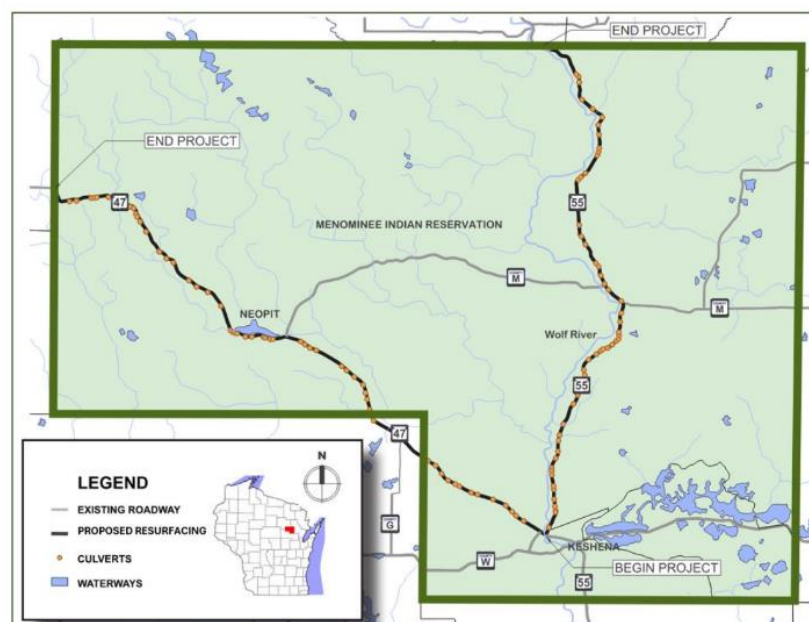 END PROJECT
END PROJECT
47
55
MENOMINEE INDIAN RESERVATION
M
NEOPIT
M
Wolf River
55
47
LEGEND
N
EXISTING ROADWAY
PROPOSED RESURFACING
CULVERTS
WATERWAYS
G
W
KESHENA
BEGIN PROJECT
55